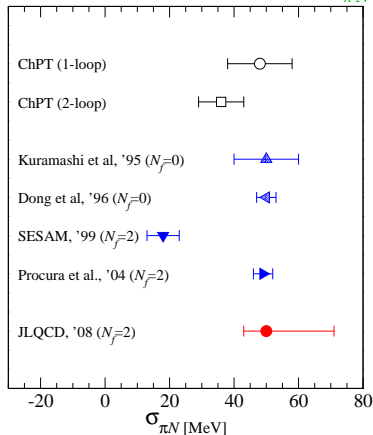 π N
ChPT (1-loop)
ChPT (2-loop)
Kuramashi et al, '95 (N_f=0)
Dong et al, '96 (N_f=0)
SESAM, '99 (N_f=2)
Procura et al., '04 (N_f=2)
JLQCD, '08 (N_f=2)
-20 0 20 40 60 80
σ_πN [MeV]